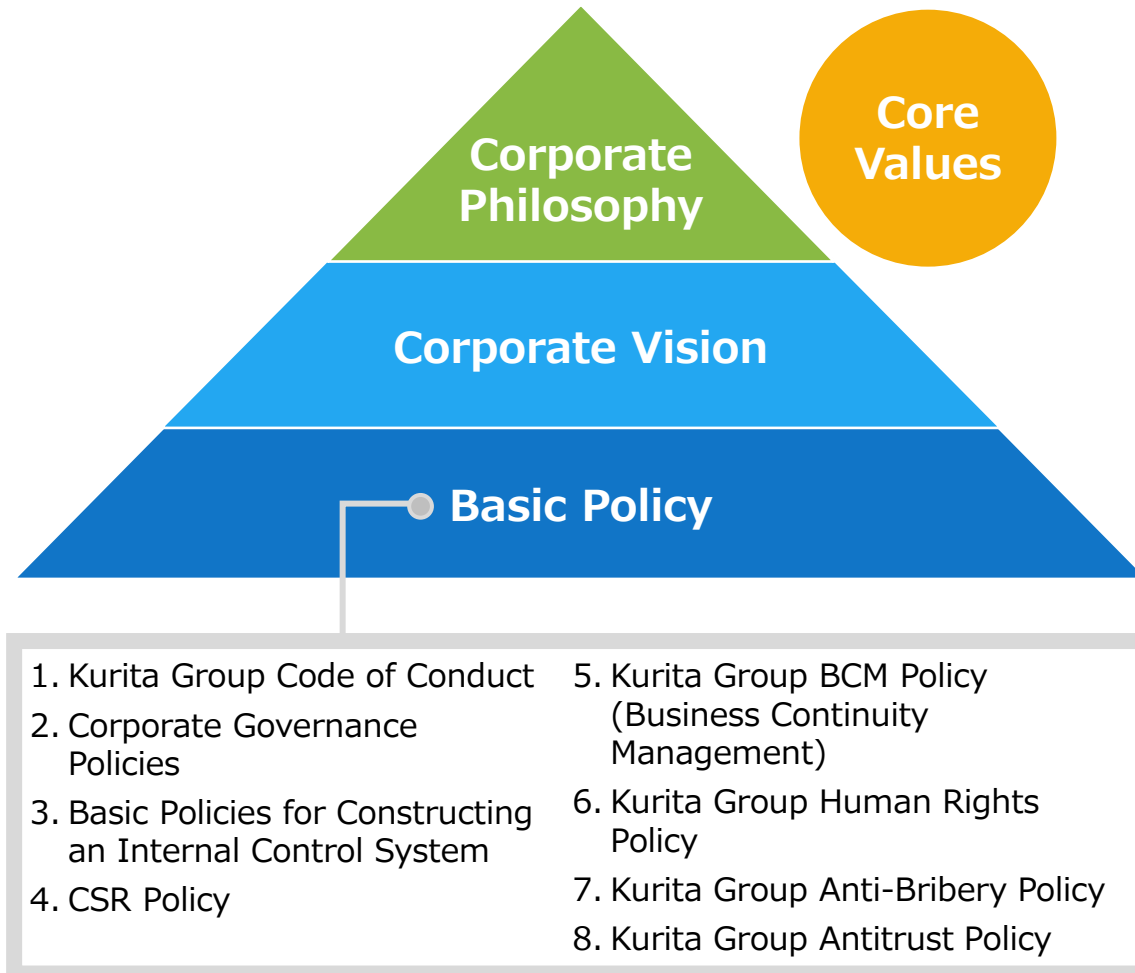 Corporate
Philosophy
Core
Values
Corporate Vision
Basic Policy
1. Kurita Group Code of Conduct
2. Corporate Governance
Policies
3. Basic Policies for Constructing
an Internal Control System
4. CSR Policy
5. Kurita Group BCM Policy
(Business Continuity
Management)
6. Kurita Group Human Rights
Policy
7. Kurita Group Anti-Bribery Policy
8. Kurita Group Antitrust Policy